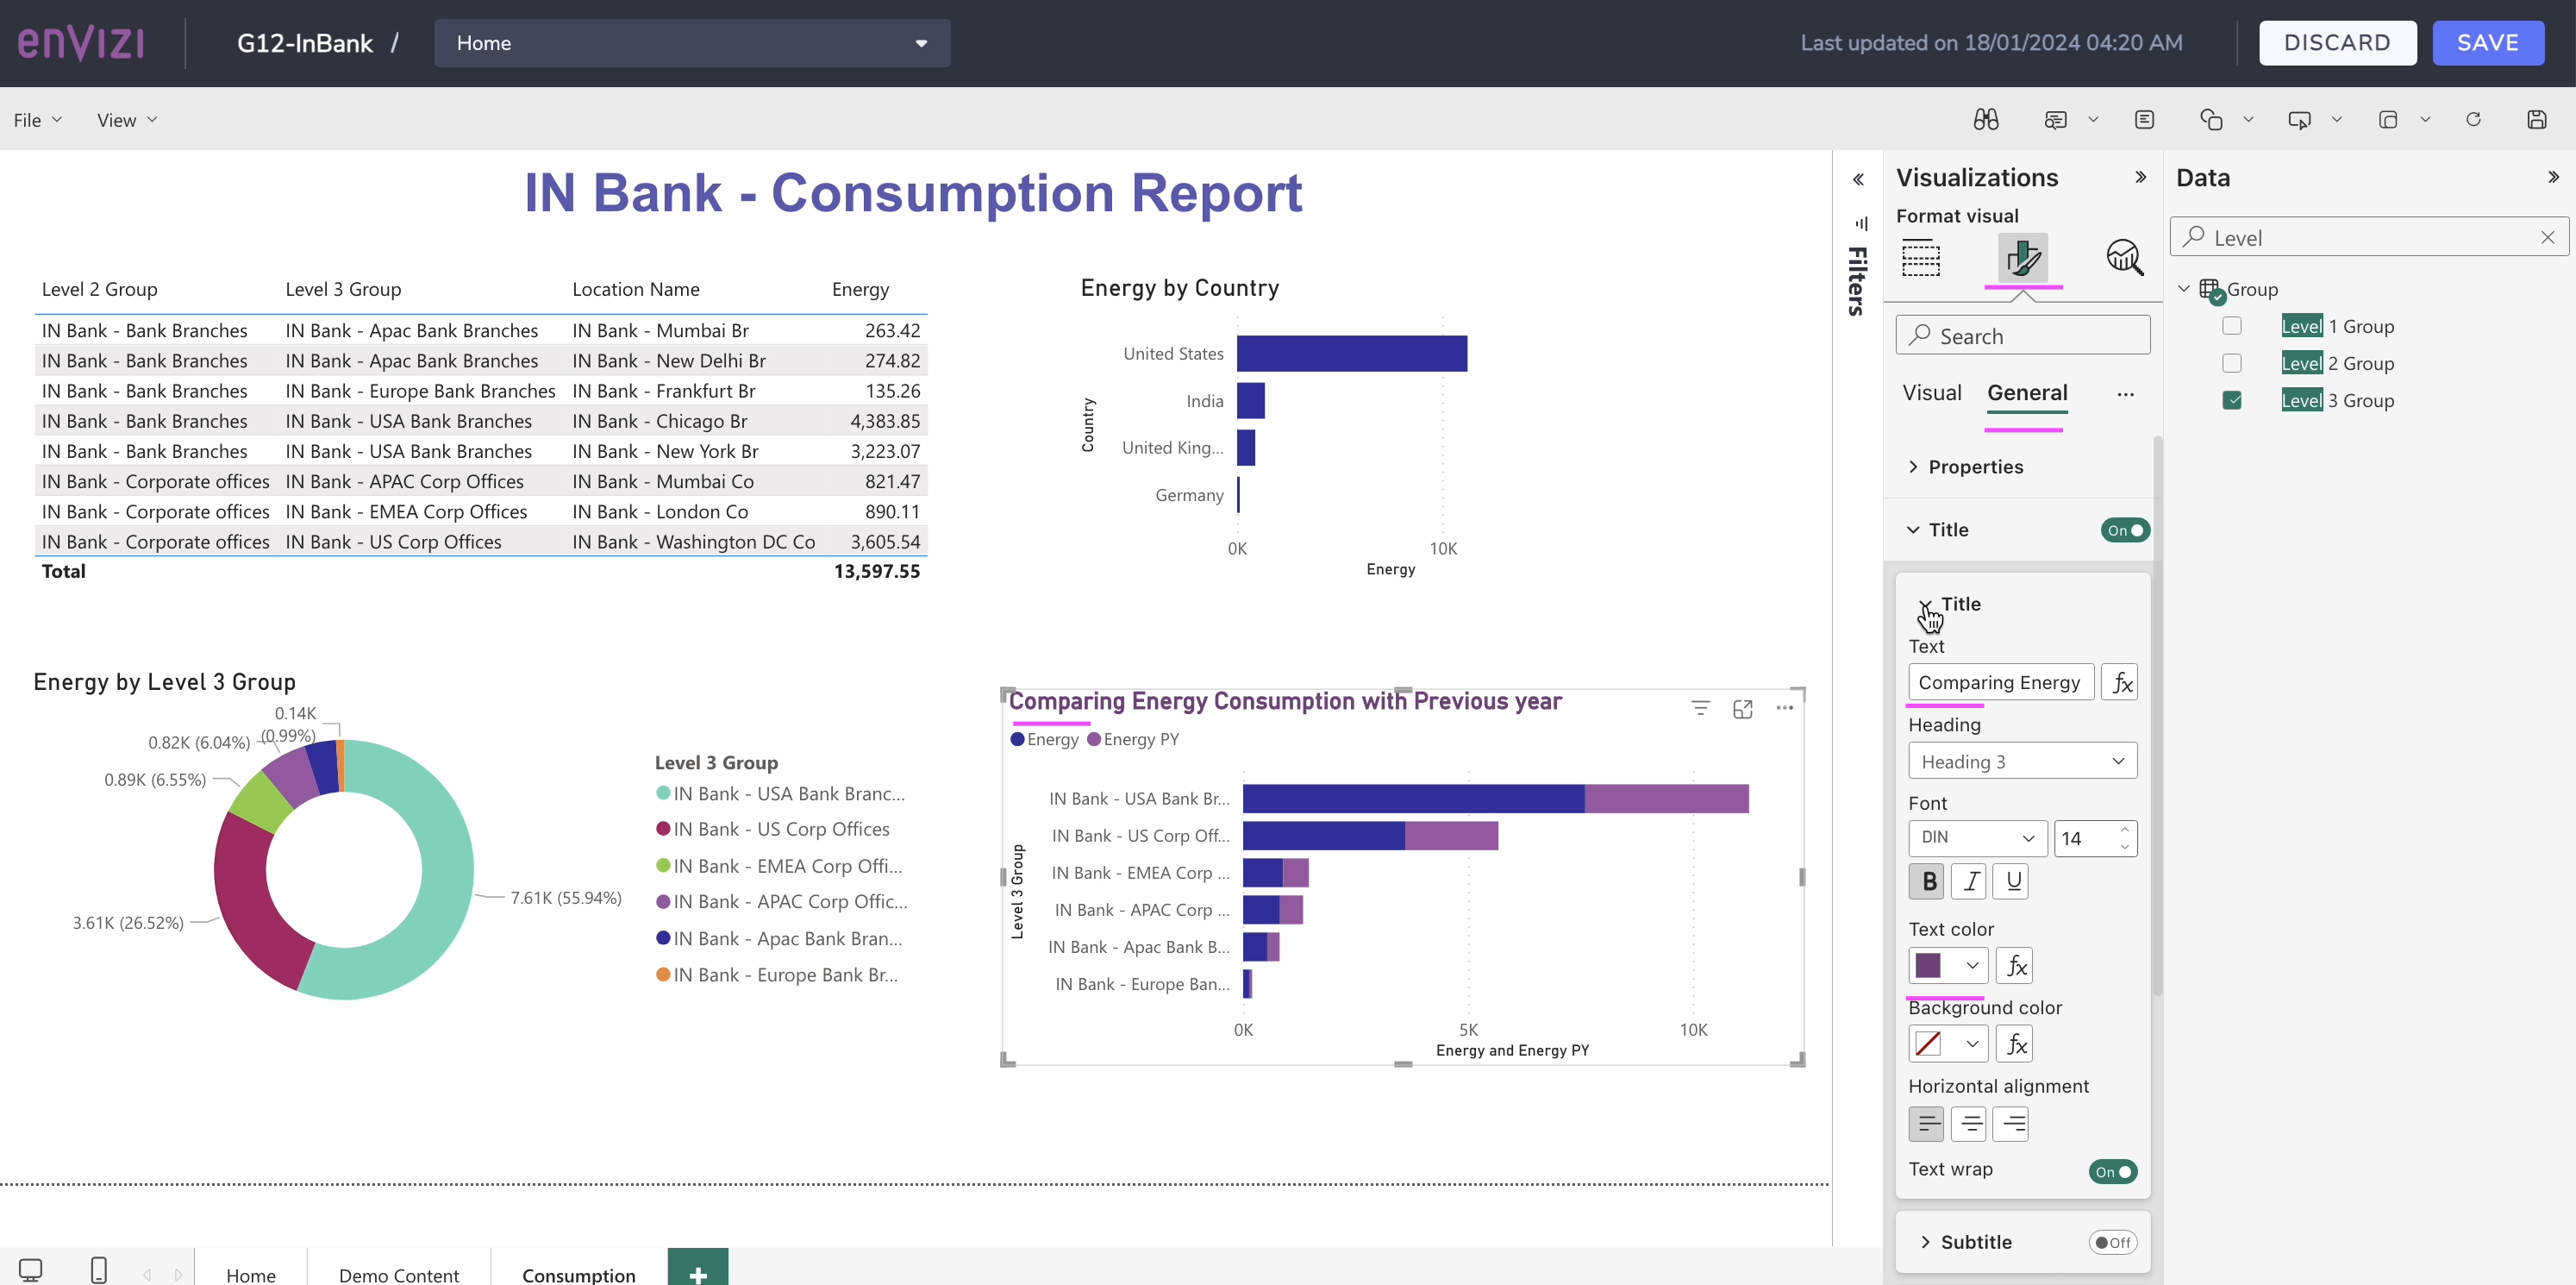 enVIZI
G12-InBank /
Home
Last updated on 18/01/2024 04:20 AM
DISCARD
SAVE
File
View
IN Bank - Consumption Report
Level 2 Group Level 3 Group Location Name Energy
IN Bank - Bank Branches IN Bank - Apac Bank Branches IN Bank - Mumbai Br 263.42
IN Bank - Bank Branches IN Bank - Apac Bank Branches IN Bank - New Delhi Br 274.82
IN Bank - Bank Branches IN Bank - Europe Bank Branches IN Bank - Frankfurt Br 135.26
IN Bank - Bank Branches IN Bank - USA Bank Branches IN Bank - Chicago Br 4,383.85
IN Bank - Bank Branches IN Bank - USA Bank Branches IN Bank - New York Br 3,223.07
IN Bank - Corporate offices IN Bank - APAC Corp Offices IN Bank - Mumbai Co 821.47
IN Bank - Corporate offices IN Bank - EMEA Corp Offices IN Bank - London Co 890.11
IN Bank - Corporate offices IN Bank - US Corp Offices IN Bank - Washington DC Co 3,605.54
Total 13,597.55
Energy by Country
Country
United States
India
United King...
Germany
0K 10K
Energy
Energy by Level 3 Group
0.14K
(0.99%)
0.82K (6.04%)
0.89K (6.55%)
3.61K (26.52%)
7.61K (55.94%)
Level 3 Group
IN Bank - USA Bank Branc...
IN Bank - US Corp Offices
IN Bank - EMEA Corp Offi...
IN Bank - APAC Corp Offic...
IN Bank - Apac Bank Bran...
IN Bank - Europe Bank Br...
Comparing Energy Consumption with Previous year
Energy Energy PY
Level 3 Group
IN Bank - USA Bank Br...
IN Bank - US Corp Off...
IN Bank - EMEA Corp ...
IN Bank - APAC Corp ...
IN Bank - Apac Bank B...
IN Bank - Europe Ban...
0K 5K 10K
Energy and Energy PY
Filters
Visualizations
Format visual
Search
Visual General
Properties
Title On
Title
Text
Comparing Energy fx
Heading
Heading 3
Font
DIN 14
B I U
Text color
fx
Background color
fx
Horizontal alignment
Text wrap On
Subtitle Off
Data
Level
Group
Level 1 Group
Level 2 Group
Level 3 Group
Home Demo Content Consumption +